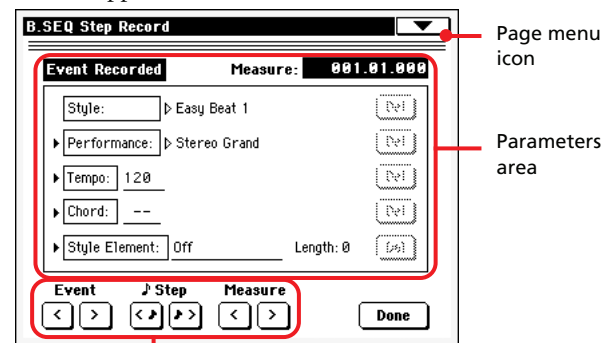 B.SEQ Step Record
Page menu icon
Event Recorded Measure: 001.01.000
Style: Easy Beat 1 Del
Performance: Stereo Grand Del
Parameters area
Tempo: 120 Del
Chord: -- Del
Style Element: Off Length: 0
Event Step Measure
< > < > < > Done